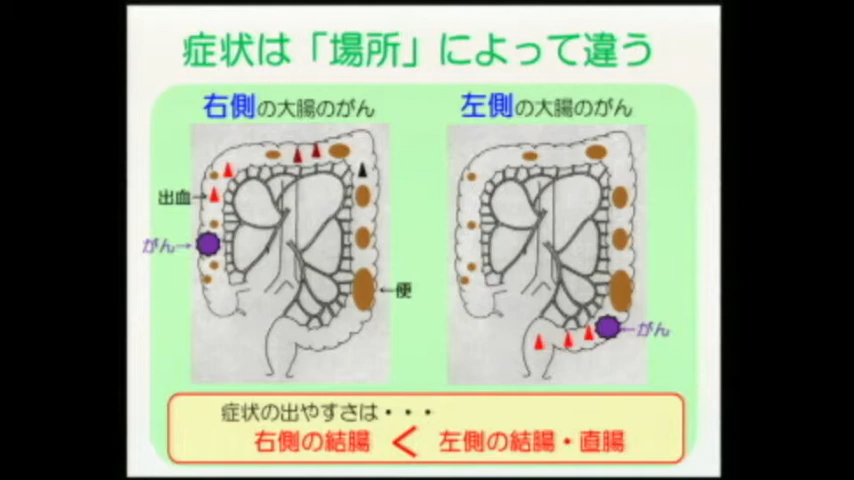 症状は「場所」によって違う
右側の大腸のがん
左側の大腸のがん
出血→
がん→
←便
←がん
症状の出やすさは・・・
右側の結腸 < 左側の結腸・直腸